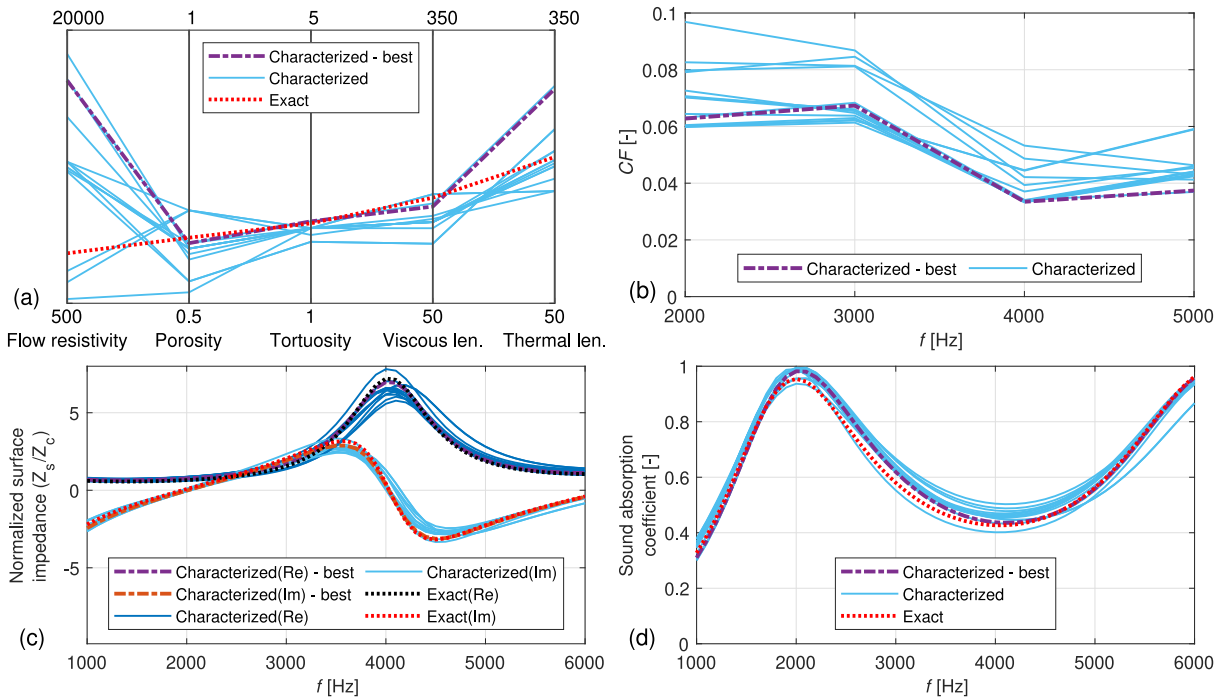 20000 1 5 350 350
Characterized - best
Characterized
Exact
(a)
500 0.5 1 50 50
Flow resistivity Porosity Tortuosity Viscous len. Thermal len.
0.1
0.08
0.06
0.04
0.02
0
CF [-]
Characterized - best Characterized
(b)
2000 3000 4000 5000
f [Hz]
Normalized surface
impedance (Z_s/Z_c)
5
0
-5
Characterized(Re) - best
Characterized(Im) - best
Characterized(Re)
Characterized(Im)
Exact(Re)
Exact(Im)
(c)
1000 2000 3000 4000 5000 6000
f [Hz]
Sound absorption
coefficient [-]
1
0.8
0.6
0.4
0.2
0
Characterized - best
Characterized
Exact
(d)
1000 2000 3000 4000 5000 6000
f [Hz]